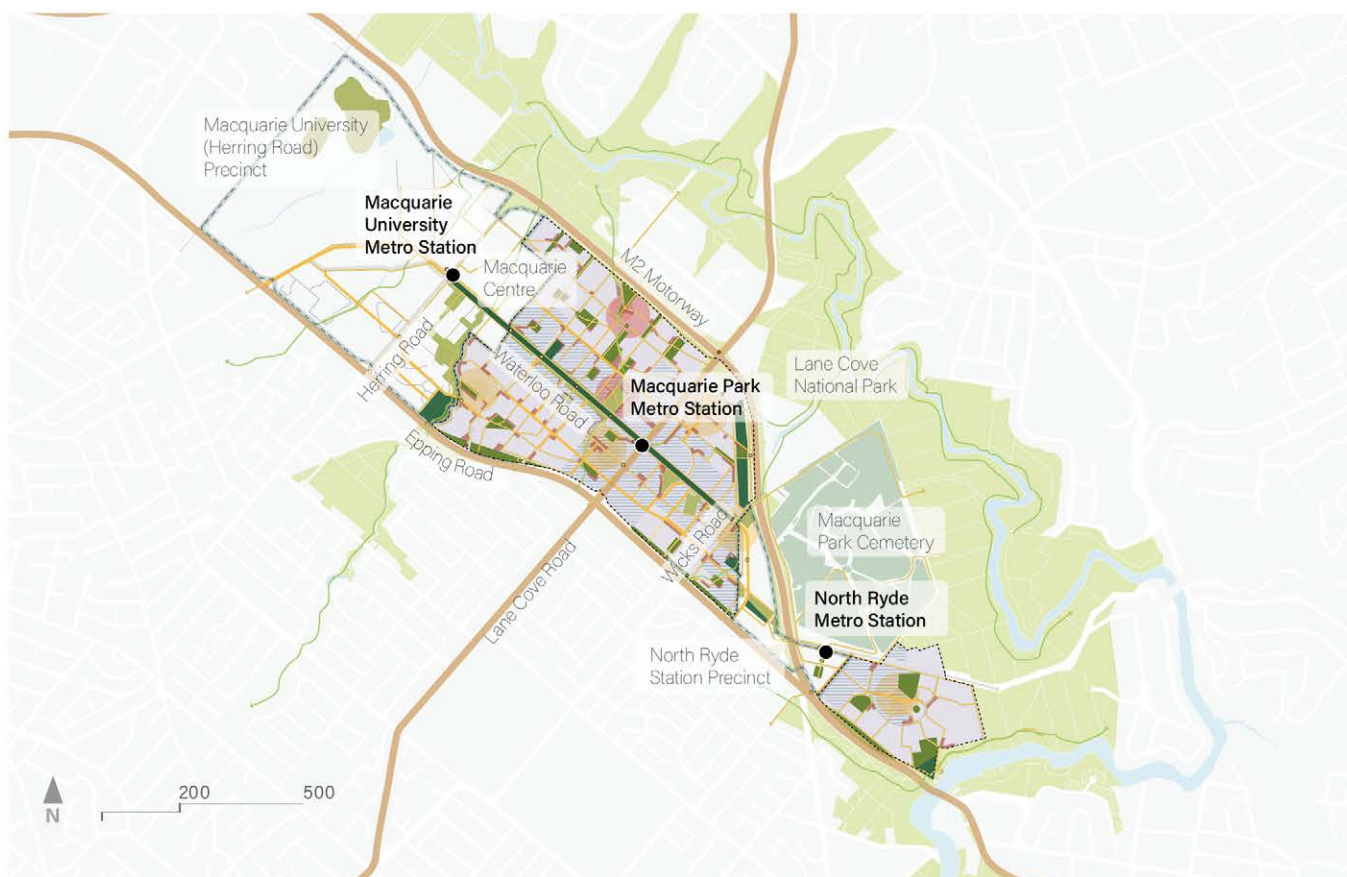 Macquarie University
(Herring Road)
Precinct
Macquarie
University
Metro Station
Macquarie
Centre
M2 Motorway
Herring Road
Waterloo Road
Macquarie Park
Metro Station
Lane Cove
National Park
Epping Road
Wicks Road
Macquarie
Park Cemetery
Lane Cove Road
North Ryde
Metro Station
North Ryde
Station Precinct
N
200
500